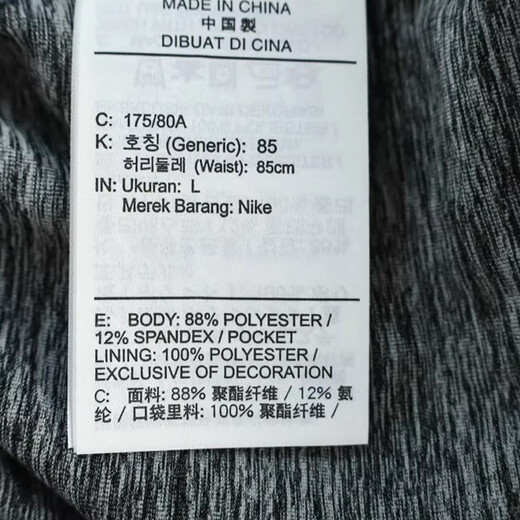 MADE IN CHINA
中国製
DIBUAT DI CINA
C: 175/80A
K: 호칭 (Generic): 85
허리둘레 (Waist): 85cm
IN: Ukuran: L
Merek Barang: Nike
E: BODY: 88% POLYESTER /
12% SPANDEX / POCKET
LINING: 100% POLYESTER /
EXCLUSIVE OF DECORATION
C: 面料: 88% 聚酯纤维 / 12% 氨
纶 / 口袋里料: 100% 聚酯纤维 /